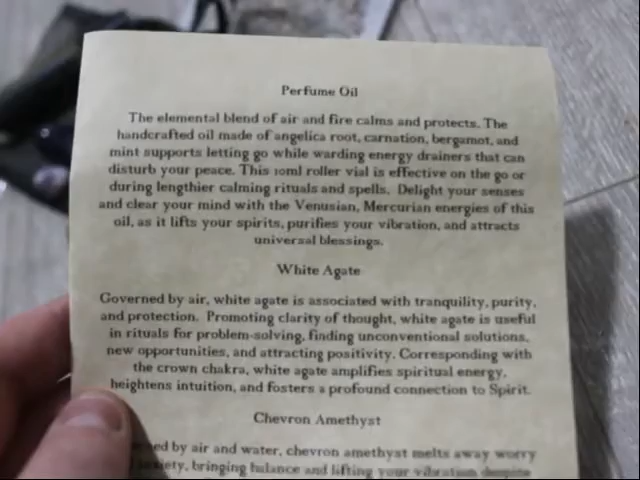 Perfume Oil
The elemental blend of air and fire calms and protects. The
handcrafted oil made of angelica root, carnation, bergamot, and
mint supports letting go while warding energy drainers that can
disturb your peace. This 10ml roller vial is effective on the go or
during lengthier calming rituals and spells. Delight your senses
and clear your mind with the Venusian, Mercurian energies of this
oil, as it lifts your spirits, purifies your vibration, and attracts
universal blessings.
White Agate
Governed by air, white agate is associated with tranquility, purity,
and protection. Promoting clarity of thought, white agate is useful
in rituals for problem-solving, finding unconventional solutions,
new opportunities, and attracting positivity. Corresponding with
the crown chakra, white agate amplifies spiritual energy,
heightens intuition, and fosters a profound connection to Spirit.
Chevron Amethyst
by air and water, chevron amethyst melts away worry
bringing balance and lifting your vibration despite